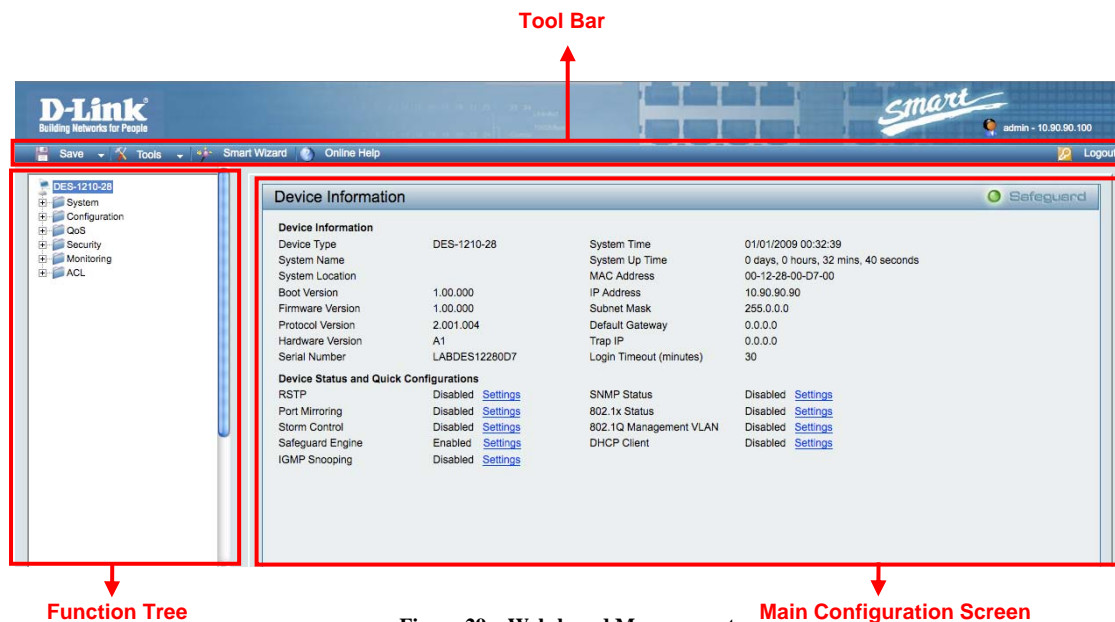 Tool Bar
D-Link
Building Networks for People
smart
admin - 10.90.90.100
Save Tools Smart Wizard Online Help Logout
DES-1210-28
System
Configuration
QoS
Security
Monitoring
ACL
Device Information
Safeguard
Device Information
Device Type DES-1210-28 System Time 01/01/2009 00:32:39
System Name System Up Time 0 days, 0 hours, 32 mins, 40 seconds
System Location MAC Address 00-12-28-00-D7-00
Boot Version 1.00.000 IP Address 10.90.90.90
Firmware Version 1.00.000 Subnet Mask 255.0.0.0
Protocol Version 2.001.004 Default Gateway 0.0.0.0
Hardware Version A1 Trap IP 0.0.0.0
Serial Number LABDES12280D7 Login Timeout (minutes) 30
Device Status and Quick Configurations
RSTP Disabled Settings SNMP Status Disabled Settings
Port Mirroring Disabled Settings 802.1x Status Disabled Settings
Storm Control Disabled Settings 802.1Q Management VLAN Disabled Settings
Safeguard Engine Enabled Settings DHCP Client Disabled Settings
IGMP Snooping Disabled Settings
Function Tree
Main Configuration Screen